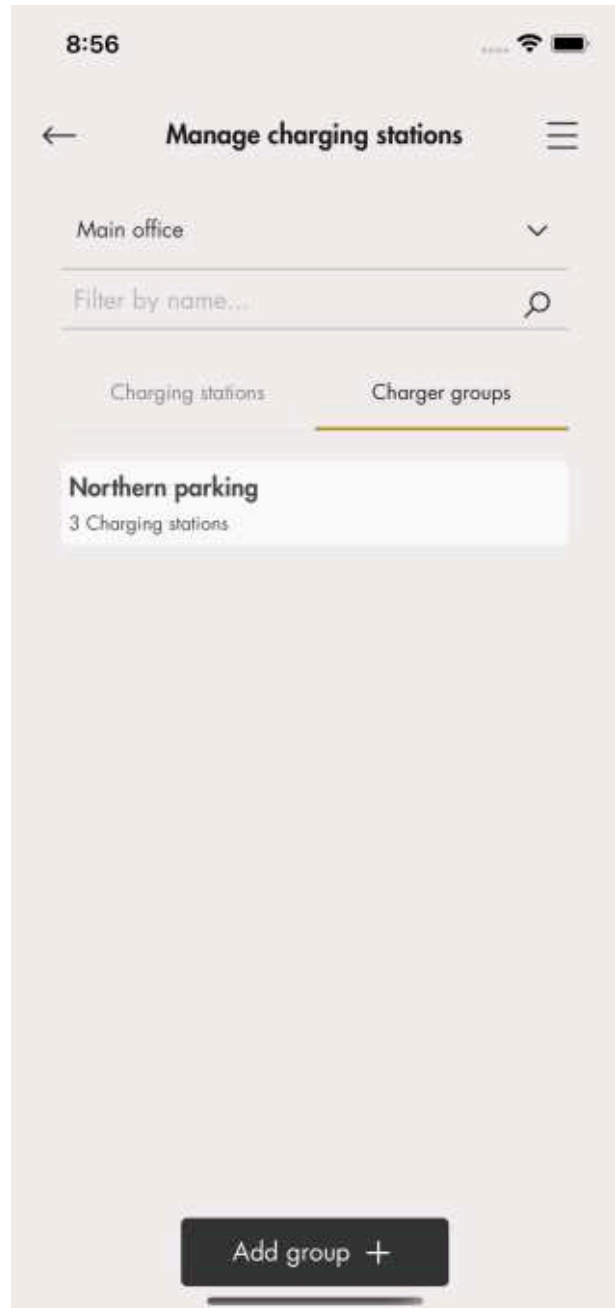 8:56
Manage charging stations
Main office
Filter by name...
Charging stations
Charger groups
Northern parking
3 Charging stations
Add group +